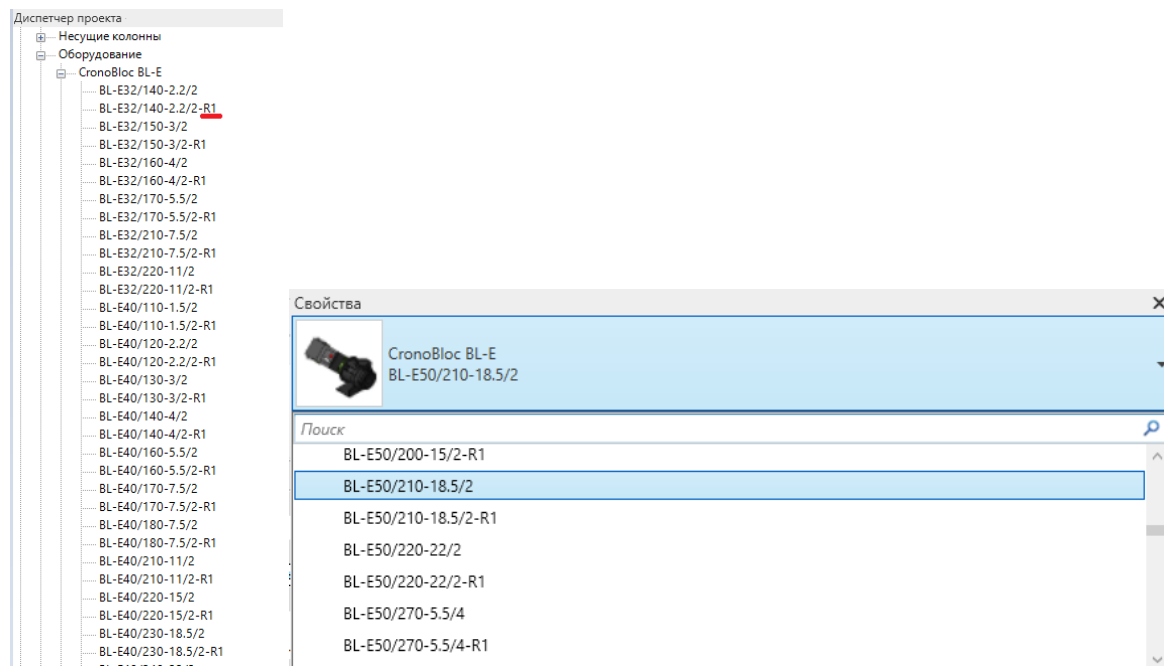 Диспетчер проекта
Несущие колонны
Оборудование
CronoBloc BL-E
BL-E32/140-2.2/2
BL-E32/140-2.2/2-R1
BL-E32/150-3/2
BL-E32/150-3/2-R1
BL-E32/160-4/2
BL-E32/160-4/2-R1
BL-E32/170-5.5/2
BL-E32/170-5.5/2-R1
BL-E32/210-7.5/2
BL-E32/210-7.5/2-R1
BL-E32/220-11/2
BL-E32/220-11/2-R1
BL-E40/110-1.5/2
BL-E40/110-1.5/2-R1
BL-E40/120-2.2/2
BL-E40/120-2.2/2-R1
BL-E40/130-3/2
BL-E40/130-3/2-R1
BL-E40/140-4/2
BL-E40/140-4/2-R1
BL-E40/160-5.5/2
BL-E40/160-5.5/2-R1
BL-E40/170-7.5/2
BL-E40/170-7.5/2-R1
BL-E40/180-7.5/2
BL-E40/180-7.5/2-R1
BL-E40/210-11/2
BL-E40/210-11/2-R1
BL-E40/220-15/2
BL-E40/220-15/2-R1
BL-E40/230-18.5/2
BL-E40/230-18.5/2-R1
Свойства
CronoBloc BL-E
BL-E50/210-18.5/2
Поиск
BL-E50/200-15/2-R1
BL-E50/210-18.5/2
BL-E50/210-18.5/2-R1
BL-E50/220-22/2
BL-E50/220-22/2-R1
BL-E50/270-5.5/4
BL-E50/270-5.5/4-R1